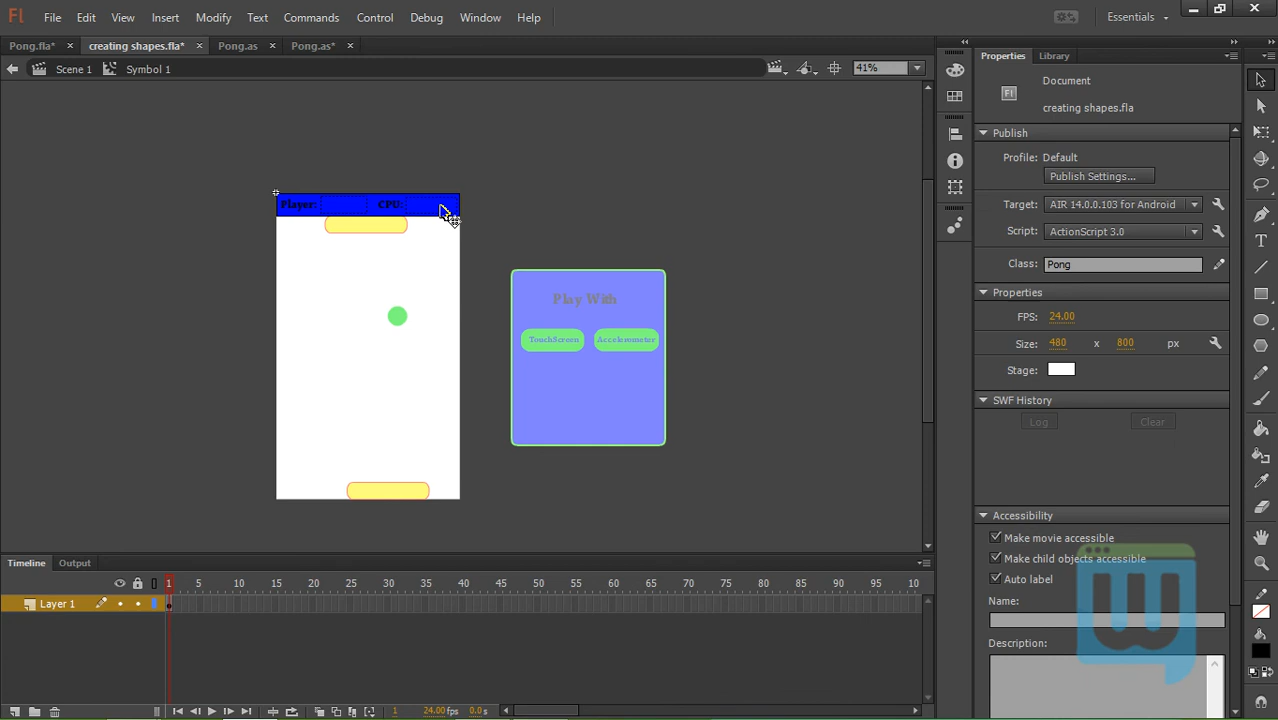 Fl File Edit View Insert Modify Text Commands Control Debug Window Help Essentials
Pong.fla* × creating shapes.fla* × Pong.as × Pong.as* ×
Scene 1 Symbol 1 41%
Properties Library
Document
Fl creating shapes.fla
Publish
Profile: Default
Publish Settings...
Target: AIR 14.0.0.103 for Android
Script: ActionScript 3.0
Class: Pong
Properties
FPS: 24.00
Size: 480 x 800 px
Stage:
SWF History
Log Clear
Accessibility
Make movie accessible
Make child objects accessible
Auto label
Name:
Description:
Player: CPU:
Play With
TouchScreen Accelerometer
Timeline Output
1 5 10 15 20 25 30 35 40 45 50 55 60 65 70 75 80 85 90 95 10
Layer 1
1 24.00 fps 0.0 s